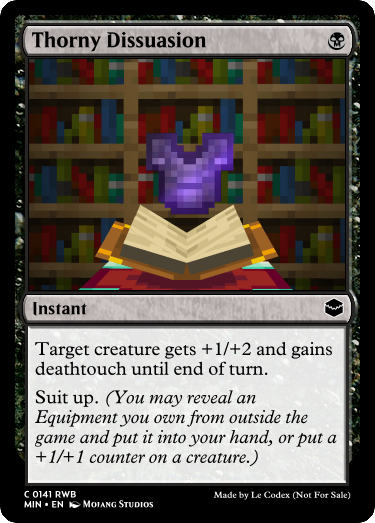 Thorny Dissuasion
Instant
Target creature gets +1/+2 and gains
deathtouch until end of turn.
Suit up. (You may reveal an
Equipment you own from outside the
game and put it into your hand, or put a
+1/+1 counter on a creature.)
C 0141 RWB
MIN • EN Mojang Studios
Made by Le Codex (Not For Sale)